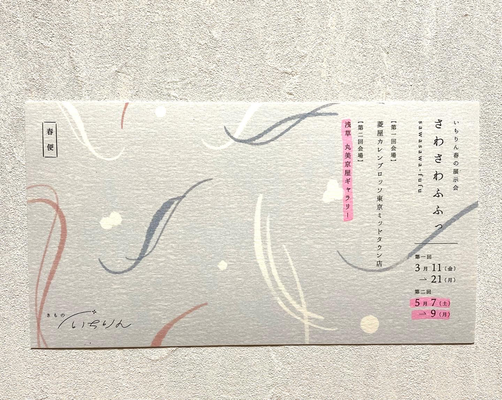 いちりん春の展示会
さわさわふふっ
sawasawafufu
第一回
3月11(金)
→21(月)
第二回
5月7(土)
→9(月)
【第一回会場】
菱屋カレンブロッソ東京ミッドタウン店
【第二回会場】
浅草 丸美京屋ギャラリー
春便
きもの
いちりん